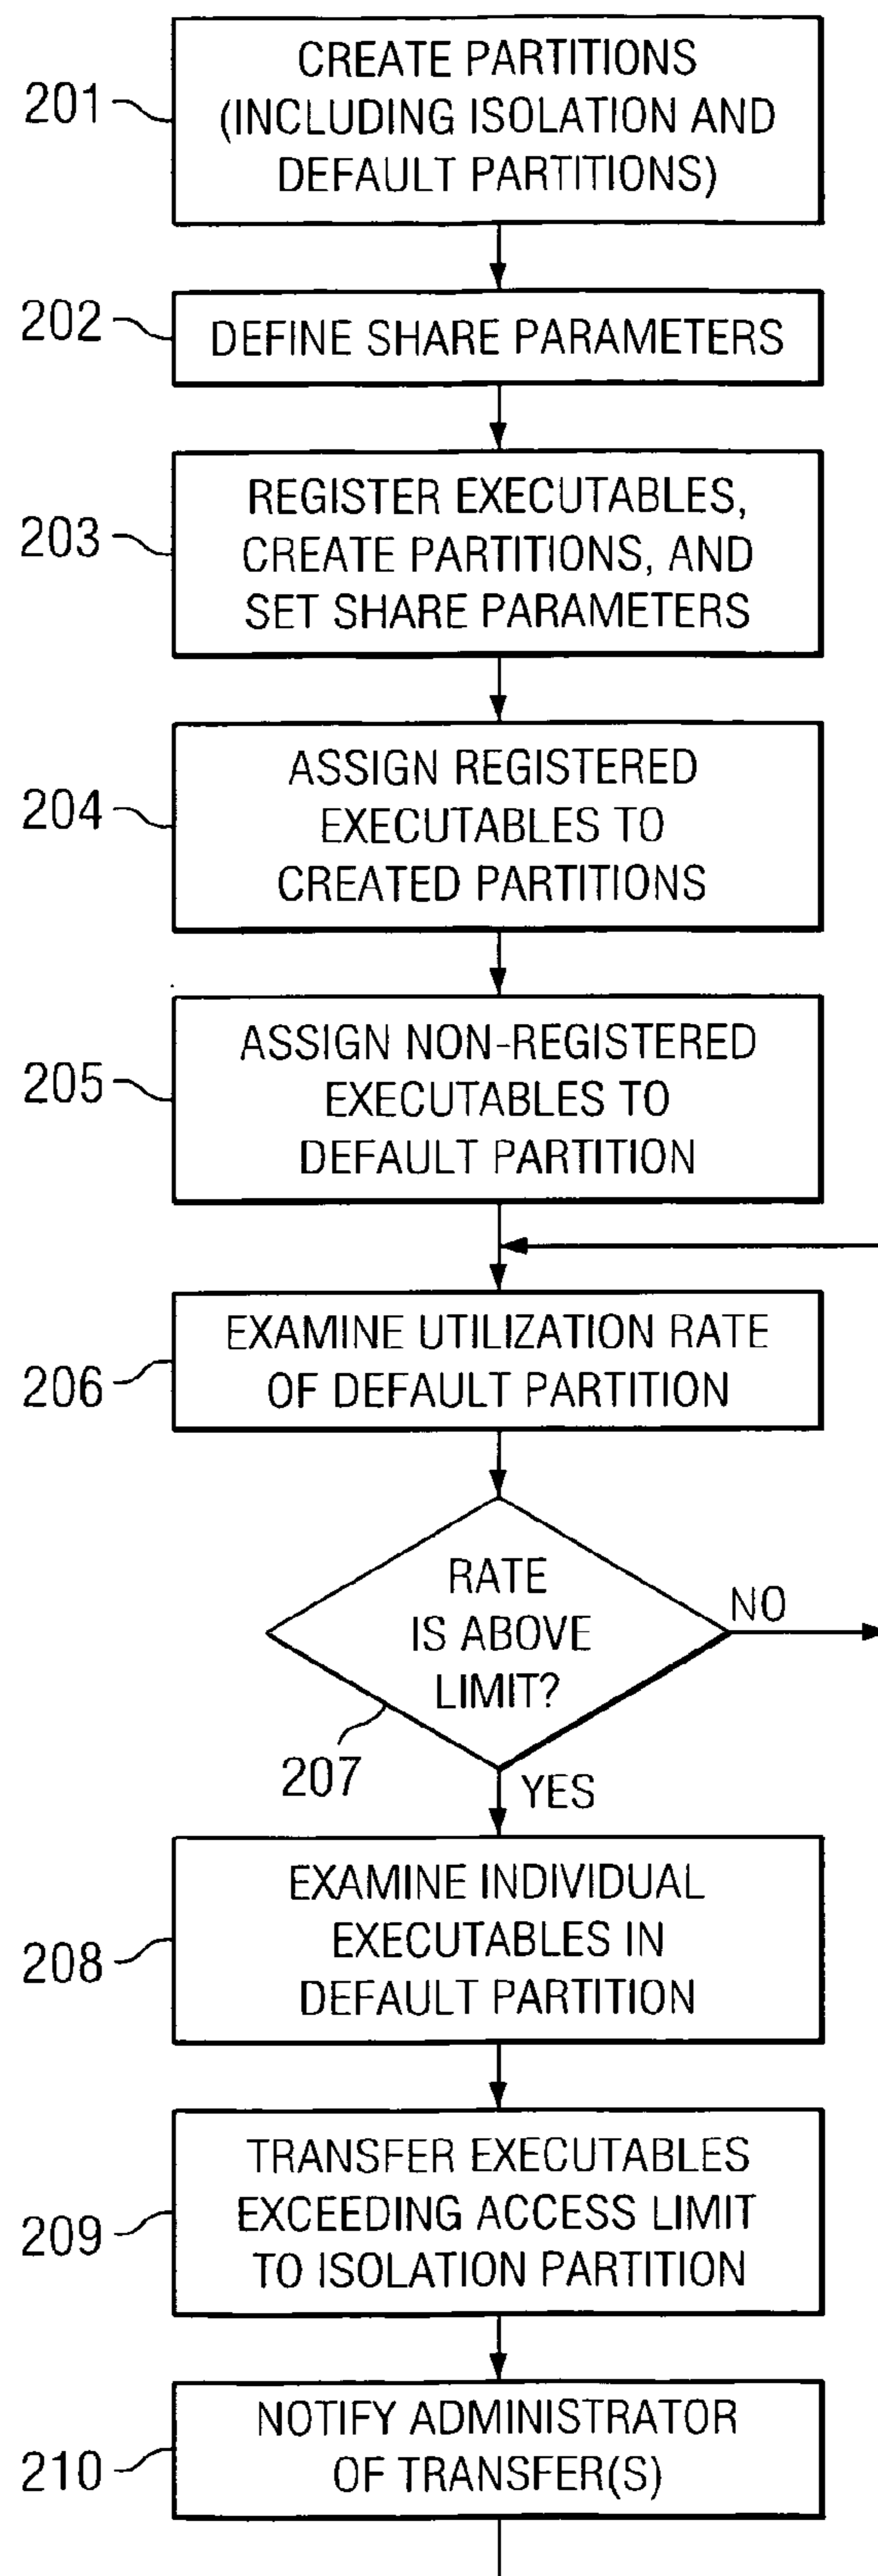 201
CREATE PARTITIONS
(INCLUDING ISOLATION AND
DEFAULT PARTITIONS)
202
DEFINE SHARE PARAMETERS
203
REGISTER EXECUTABLES,
CREATE PARTITIONS, AND
SET SHARE PARAMETERS
204
ASSIGN REGISTERED
EXECUTABLES TO
CREATED PARTITIONS
205
ASSIGN NON-REGISTERED
EXECUTABLES TO
DEFAULT PARTITION
206
EXAMINE UTILIZATION RATE
OF DEFAULT PARTITION
RATE
IS ABOVE
LIMIT?
NO
207
YES
208
EXAMINE INDIVIDUAL
EXECUTABLES IN
DEFAULT PARTITION
209
TRANSFER EXECUTABLES
EXCEEDING ACCESS LIMIT
TO ISOLATION PARTITION
210
NOTIFY ADMINISTRATOR
OF TRANSFER(S)